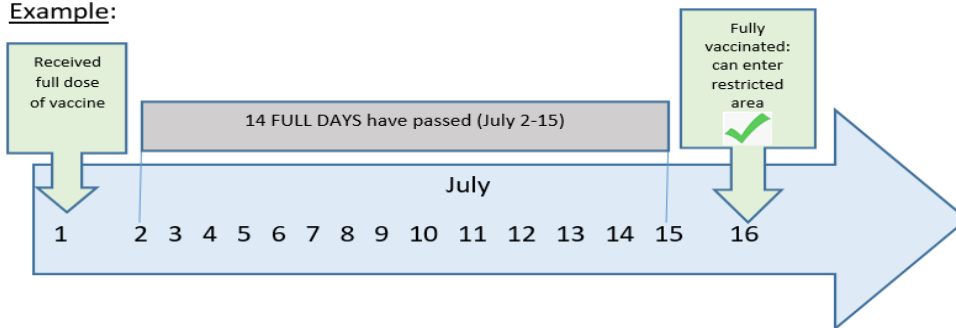 Example:
Received
full dose
of vaccine
Fully
vaccinated:
can enter
restricted
area
14 FULL DAYS have passed (July 2-15)
July
1 2 3 4 5 6 7 8 9 10 11 12 13 14 15 16